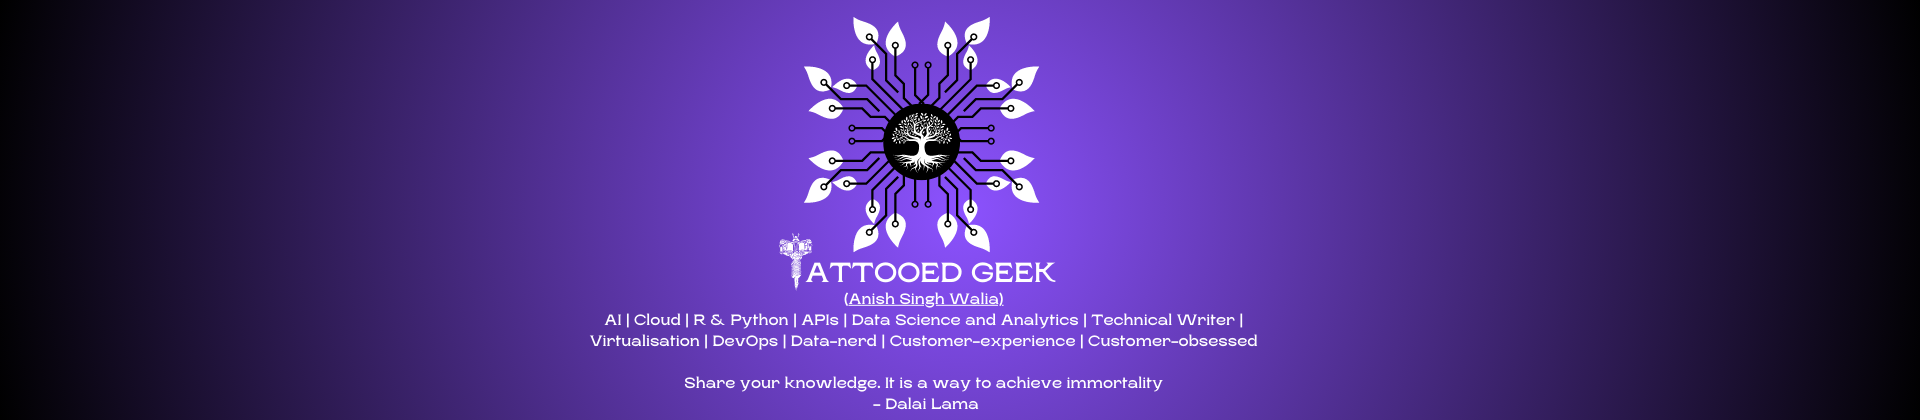 TATTOOED GEEK
(Anish Singh Walia)
AI | Cloud | R & Python | APIs | Data Science and Analytics | Technical Writer |
Virtualisation | DevOps | Data-nerd | Customer-experience | Customer-obsessed
Share your knowledge. It is a way to achieve immortality
- Dalai Lama